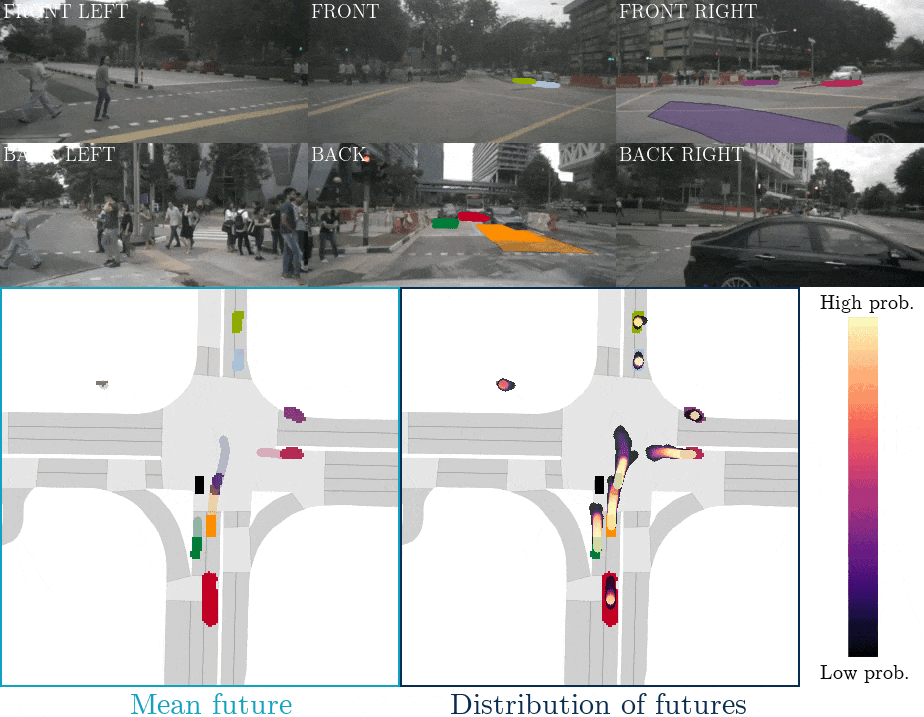 FRONT LEFT
FRONT
FRONT RIGHT
BACK LEFT
BACK
BACK RIGHT
High prob.
Low prob.
Mean future
Distribution of futures